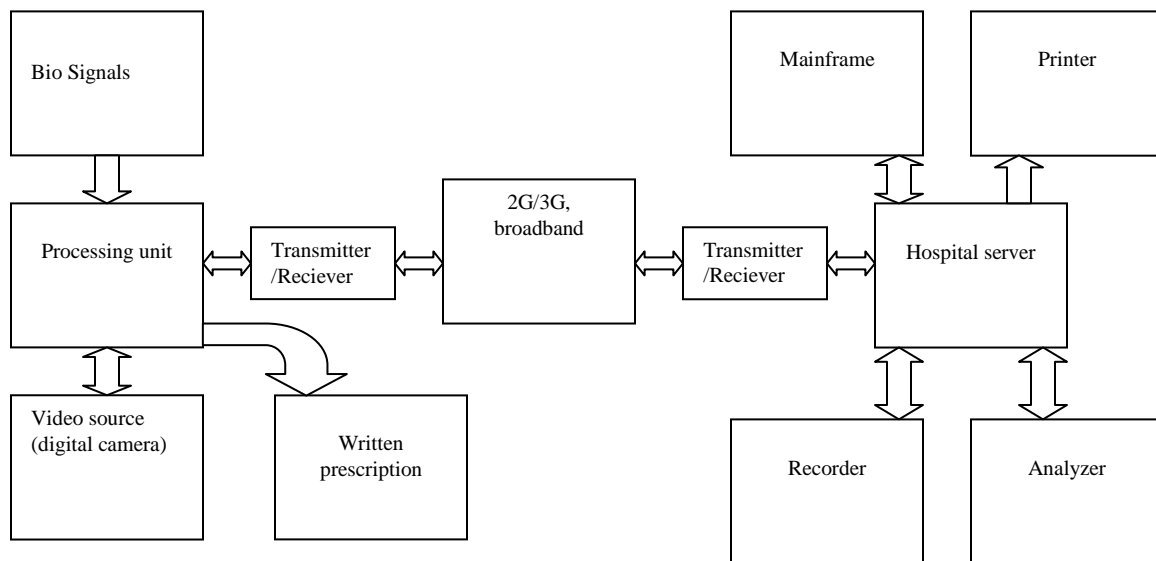 Bio Signals
Mainframe
Printer
Processing unit
Transmitter
/Reciever
2G/3G,
broadband
Transmitter
/Reciever
Hospital server
Video source
(digital camera)
Written
prescription
Recorder
Analyzer